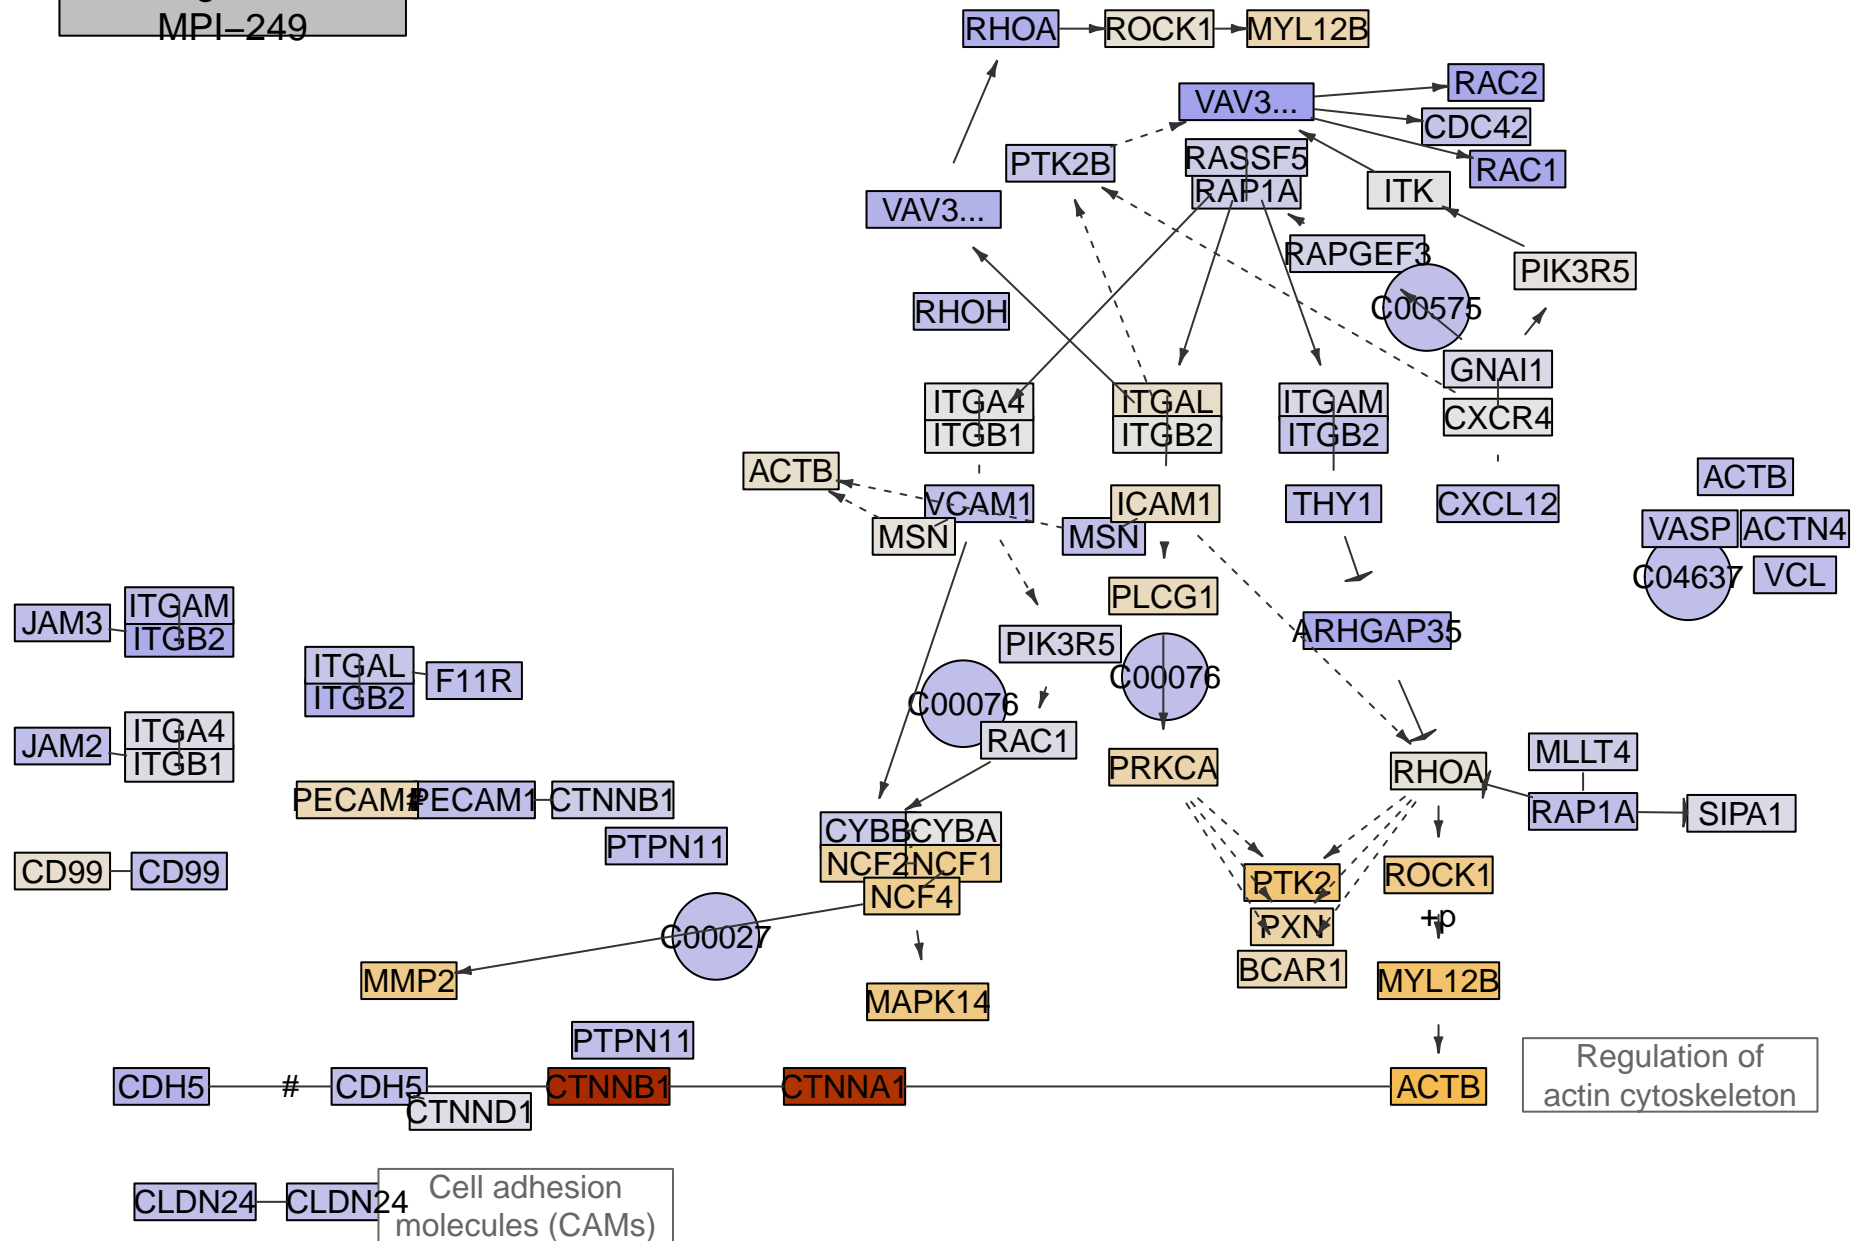 MPI−249
RHOA
ROCK1
MYL12B
RAC2
VAV3...
CDC42
RASSF5
PTK2B
RAC1
ITK
RAP1A
VAV3...
RAPGEF3
PIK3R5
C00575
RHOH
GNAI1
ITGA4
ITGAL
ITGAM
CXCR4
ITGB1
ITGB2
ITGB2
ACTB
ACTB
VCAM1
ICAM1
THY1
CXCL12
VASP
ACTN4
MSN
MSN
C04637
VCL
PLCG1
ITGAM
JAM3
ITGB2
ARHGAP35
PIK3R5
ITGAL
F11R
C00076
ITGB2
C00076
ITGA4
JAM2
RAC1
MLLT4
ITGB1
PRKCA
RHOA
PECAM1
#
PECAM1
CTNNB1
RAP1A
SIPA1
CYBB
CYBA
PTPN11
NCF2
NCF1
CD99
CD99
PTK2
ROCK1
NCF4
+p
PXN
C00027
BCAR1
MMP2
MYL12B
MAPK14
PTPN11
Regulation of
actin cytoskeleton
CDH5
#
CDH5
CTNNB1
CTNNA1
ACTB
CTNND1
CLDN24
CLDN24
Cell adhesion
molecules (CAMs)